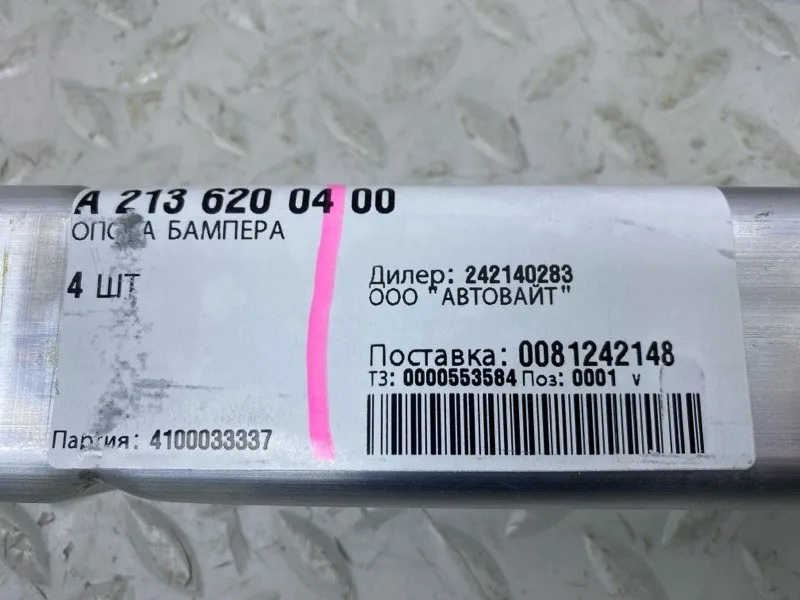 A 213 620 04 00
БАМПЕРА
4 ШТ
Дилер: 242140283
ООО "АВТОВАЙТ"
Поставка: 0081242148
ТЗ: 0000553584 Поз: 0001 v
Партия: 4100033337